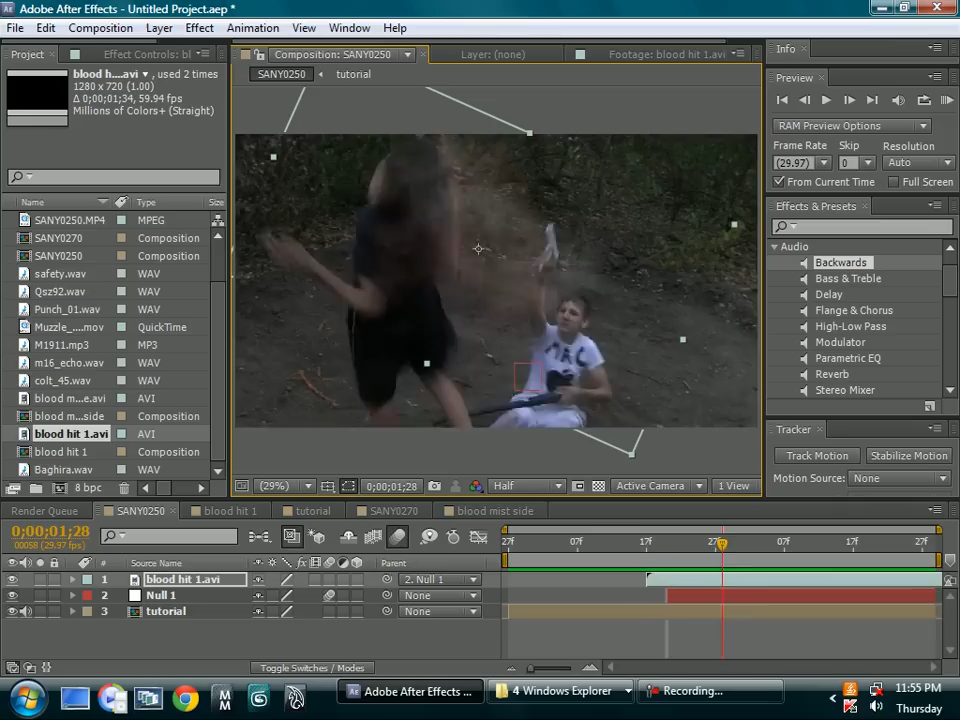 Adobe After Effects - Untitled Project.aep *
File Edit Composition Layer Effect Animation View Window Help
Project Effect Controls: bl
Composition: SANY0250 Layer: (none) Footage: blood hit 1.avi
Info
SANY0250 tutorial
blood h....avi , used 2 times
1280 x 720 (1.00)
Δ 0;00;01;34, 59.94 fps
Millions of Colors+ (Straight)
Preview
RAM Preview Options
Frame Rate Skip Resolution
(29.97) 0 Auto
From Current Time Full Screen
Name Type Size
SANY0250.MP4 MPEG
SANY0270 Composition
SANY0250 Composition
safety.wav WAV
Qsz92.wav WAV
Punch_01.wav WAV
Muzzle_....mov QuickTime
M1911.mp3 MP3
m16_echo.wav WAV
colt_45.wav WAV
blood m...e.avi AVI
blood m...side Composition
blood hit 1.avi AVI
blood hit 1 Composition
Baghira.wav WAV
8 bpc
Effects & Presets
Audio
Backwards
Bass & Treble
Delay
Flange & Chorus
High-Low Pass
Modulator
Parametric EQ
Reverb
Stereo Mixer
Tracker
Track Motion Stabilize Motion
Motion Source: None
MAC
(29%) 0;00;01;28 Half Active Camera 1 View
Render Queue SANY0250 blood hit 1 tutorial SANY0270 blood mist side
0;00;01;28
00058 (29.97 fps)
27f 07f 17f 27f 07f 17f 27f
# Source Name fx Parent
1 blood hit 1.avi 2. Null 1
2 Null 1 None
3 tutorial None
Toggle Switches / Modes
M
M
Adobe After Effects ... 4 Windows Explorer Recording...
11:55 PM
Thursday